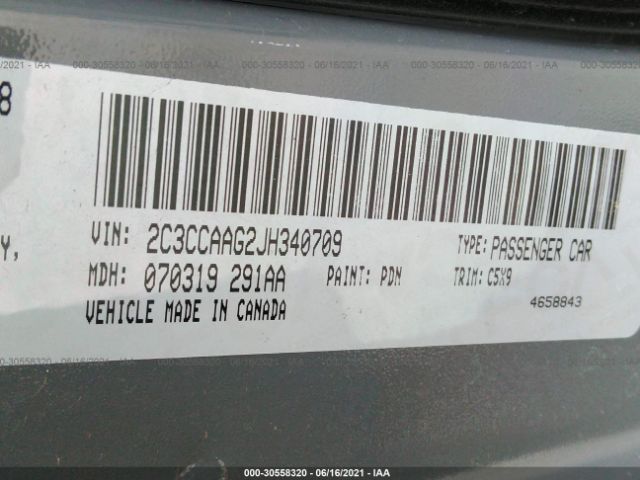 000-30558320 - 06/16/2021 - IAA
8
Y,
VIN: 2C3CCAAG2JH340709
TYPE: PASSENGER CAR
MDH: 070319 291AA
PAINT: PDN
TRIM: C5X9
VEHICLE MADE IN CANADA
4658843
000-30558320 - 06/16/2021 - IAA